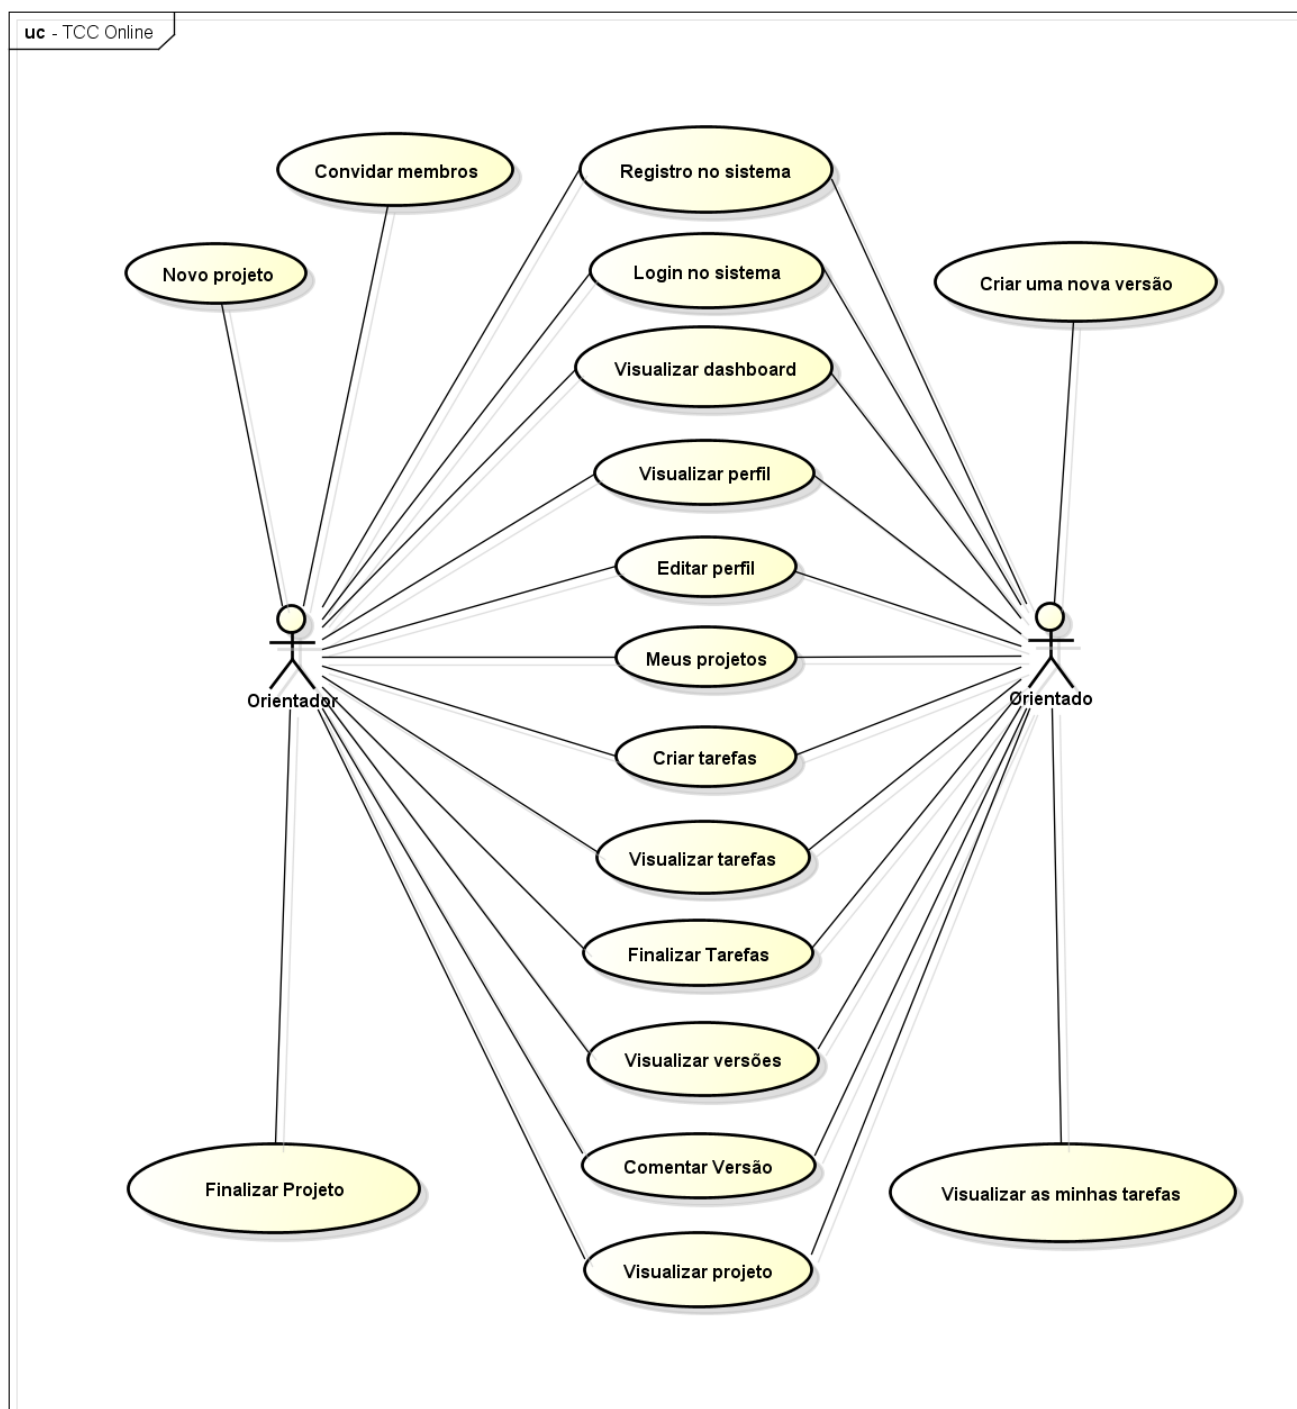 uc - TCC Online
Convidar membros
Registro no sistema
Novo projeto
Login no sistema
Criar uma nova versão
Visualizar dashboard
Visualizar perfil
Editar perfil
Meus projetos
Orientador
Orientado
Criar tarefas
Visualizar tarefas
Finalizar Tarefas
Visualizar versões
Comentar Versão
Finalizar Projeto
Visualizar as minhas tarefas
Visualizar projeto